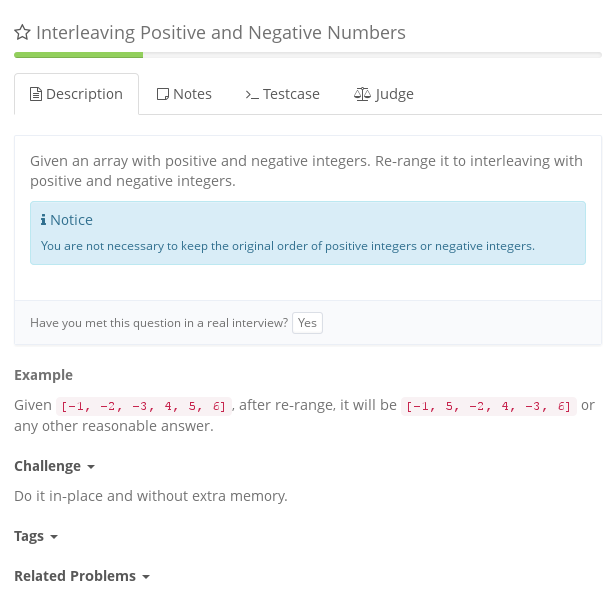 Interleaving Positive and Negative Numbers
Description Notes Testcase Judge
Given an array with positive and negative integers. Re-range it to interleaving with
positive and negative integers.
Notice
You are not necessary to keep the original order of positive integers or negative integers.
Have you met this question in a real interview? Yes
Example
Given [-1, -2, -3, 4, 5, 6], after re-range, it will be [-1, 5, -2, 4, -3, 6] or
any other reasonable answer.
Challenge
Do it in-place and without extra memory.
Tags
Related Problems